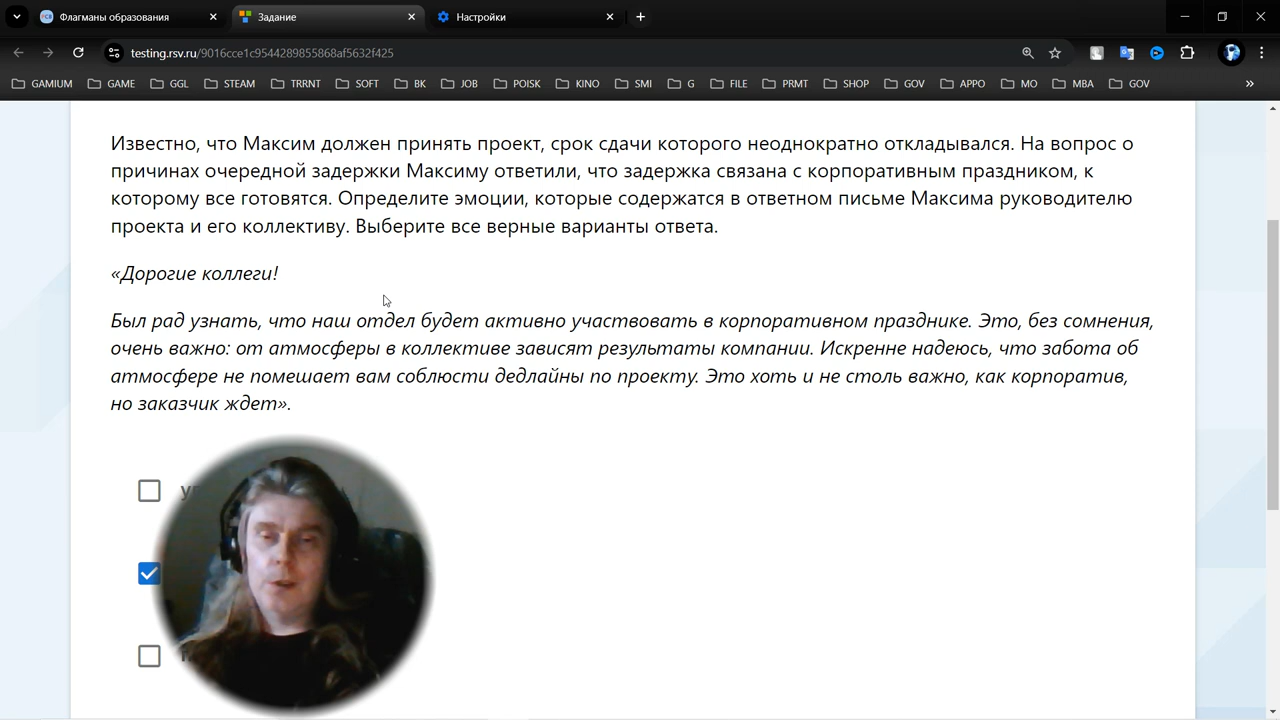 Флагманы образования
Задание
Настройки
testing.rsv.ru/9016cce1c9544289855868af5632f425
GAMIUM GAME GGL STEAM TRRNT SOFT BK JOB POISK KINO SMI G FILE PRMT SHOP GOV APPO MO MBA GOV
Известно, что Максим должен принять проект, срок сдачи которого неоднократно откладывался. На вопрос о
причинах очередной задержки Максиму ответили, что задержка связана с корпоративным праздником, к
которому все готовятся. Определите эмоции, которые содержатся в ответном письме Максима руководителю
проекта и его коллективу. Выберите все верные варианты ответа.
«Дорогие коллеги!
Был рад узнать, что наш отдел будет активно участвовать в корпоративном празднике. Это, без сомнения,
очень важно: от атмосферы в коллективе зависят результаты компании. Искренне надеюсь, что забота об
атмосфере не помешает вам соблюсти дедлайны по проекту. Это хоть и не столь важно, как корпоратив,
но заказчик ждет».